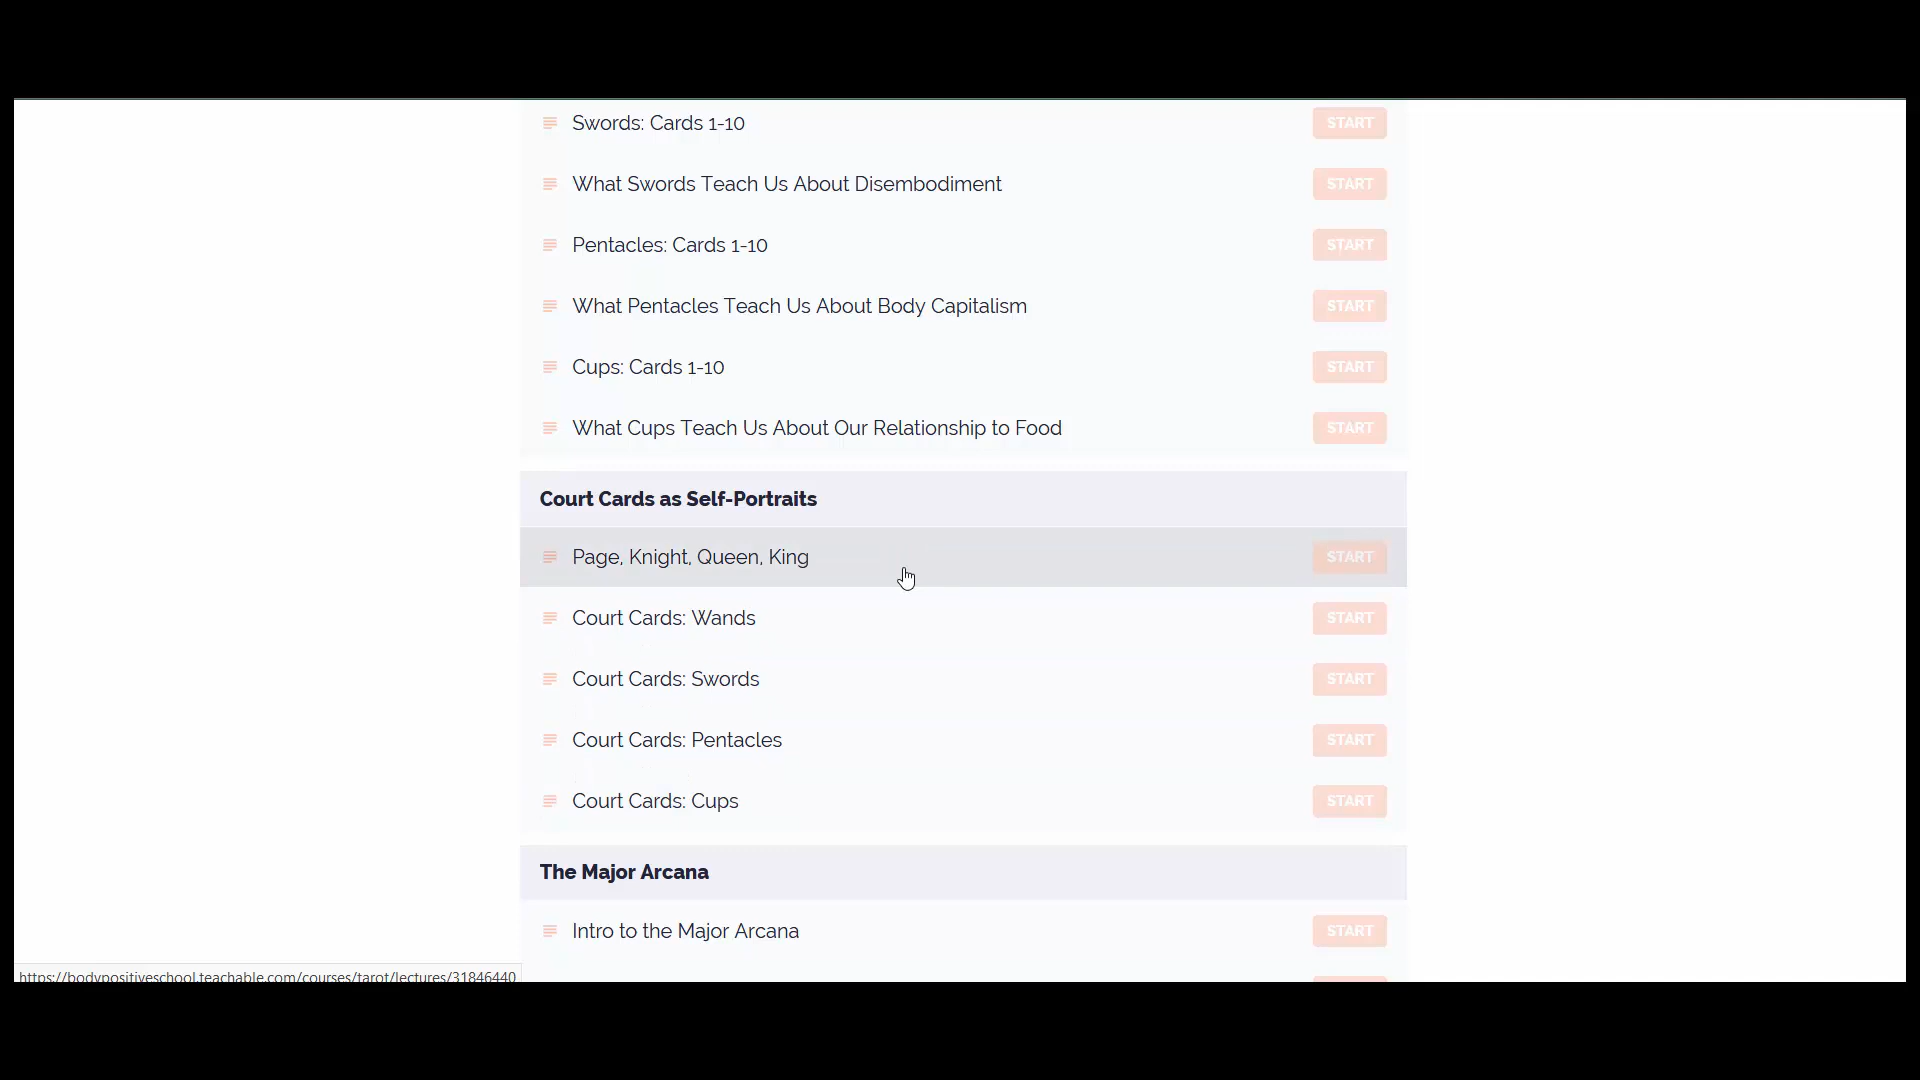 Swords: Cards 1-10 START
What Swords Teach Us About Disembodiment START
Pentacles: Cards 1-10 START
What Pentacles Teach Us About Body Capitalism START
Cups: Cards 1-10 START
What Cups Teach Us About Our Relationship to Food START
Court Cards as Self-Portraits
Page, Knight, Queen, King START
Court Cards: Wands START
Court Cards: Swords START
Court Cards: Pentacles START
Court Cards: Cups START
The Major Arcana
Intro to the Major Arcana START
https://bodypositiveschool.teachable.com/courses/tarot/lectures/31846440